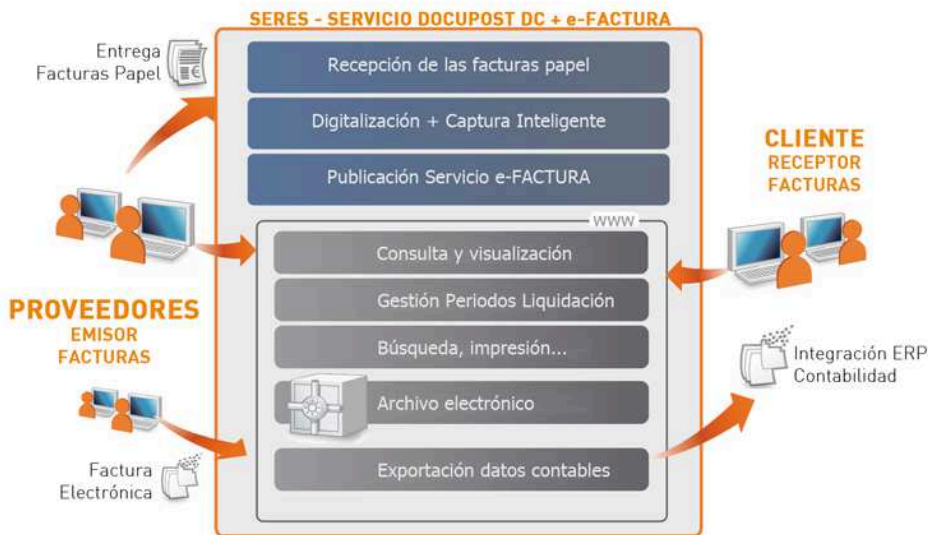 SERES - SERVICIO DOCUPOST DC + e-FACTURA
Entrega
Facturas Papel
Recepción de las facturas papel
Digitalización + Captura Inteligente
Publicación Servicio e-FACTURA
CLIENTE
RECEPTOR
FACTURAS
www
Consulta y visualización
Gestión Periodos Liquidación
Búsqueda, impresión...
Archivo electrónico
Exportación datos contables
PROVEEDORES
EMISOR
FACTURAS
Integración ERP
Contabilidad
Factura
Electrónica